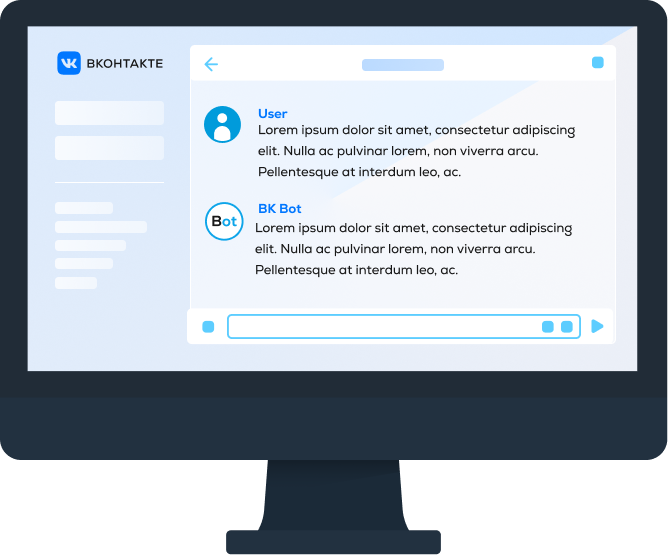 ВКОНТАКТЕ
User
Lorem ipsum dolor sit amet, consectetur adipiscing
elit. Nulla ac pulvinar lorem, non viverra arcu.
Pellentesque at interdum leo, ac.
Bot
BK Bot
Lorem ipsum dolor sit amet, consectetur adipiscing
elit. Nulla ac pulvinar lorem, non viverra arcu.
Pellentesque at interdum leo, ac.